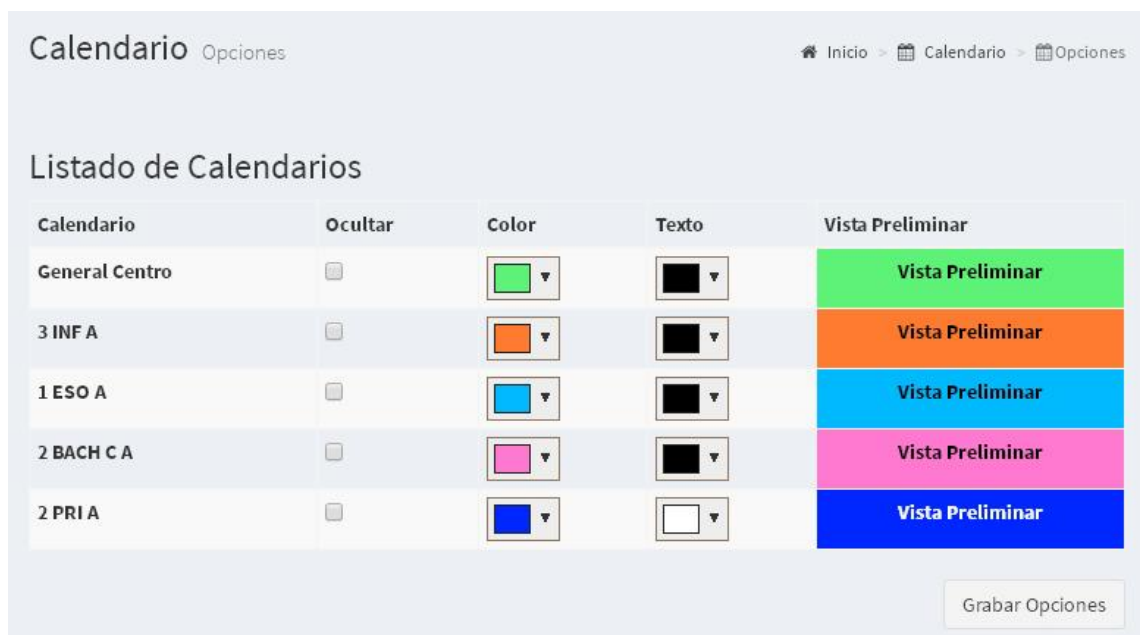 Calendario Opciones
Inicio > Calendario > Opciones
Listado de Calendarios
Calendario Ocultar Color Texto Vista Preliminar
General Centro Vista Preliminar
3 INF A Vista Preliminar
1 ESO A Vista Preliminar
2 BACH C A Vista Preliminar
2 PRI A Vista Preliminar
Grabar Opciones